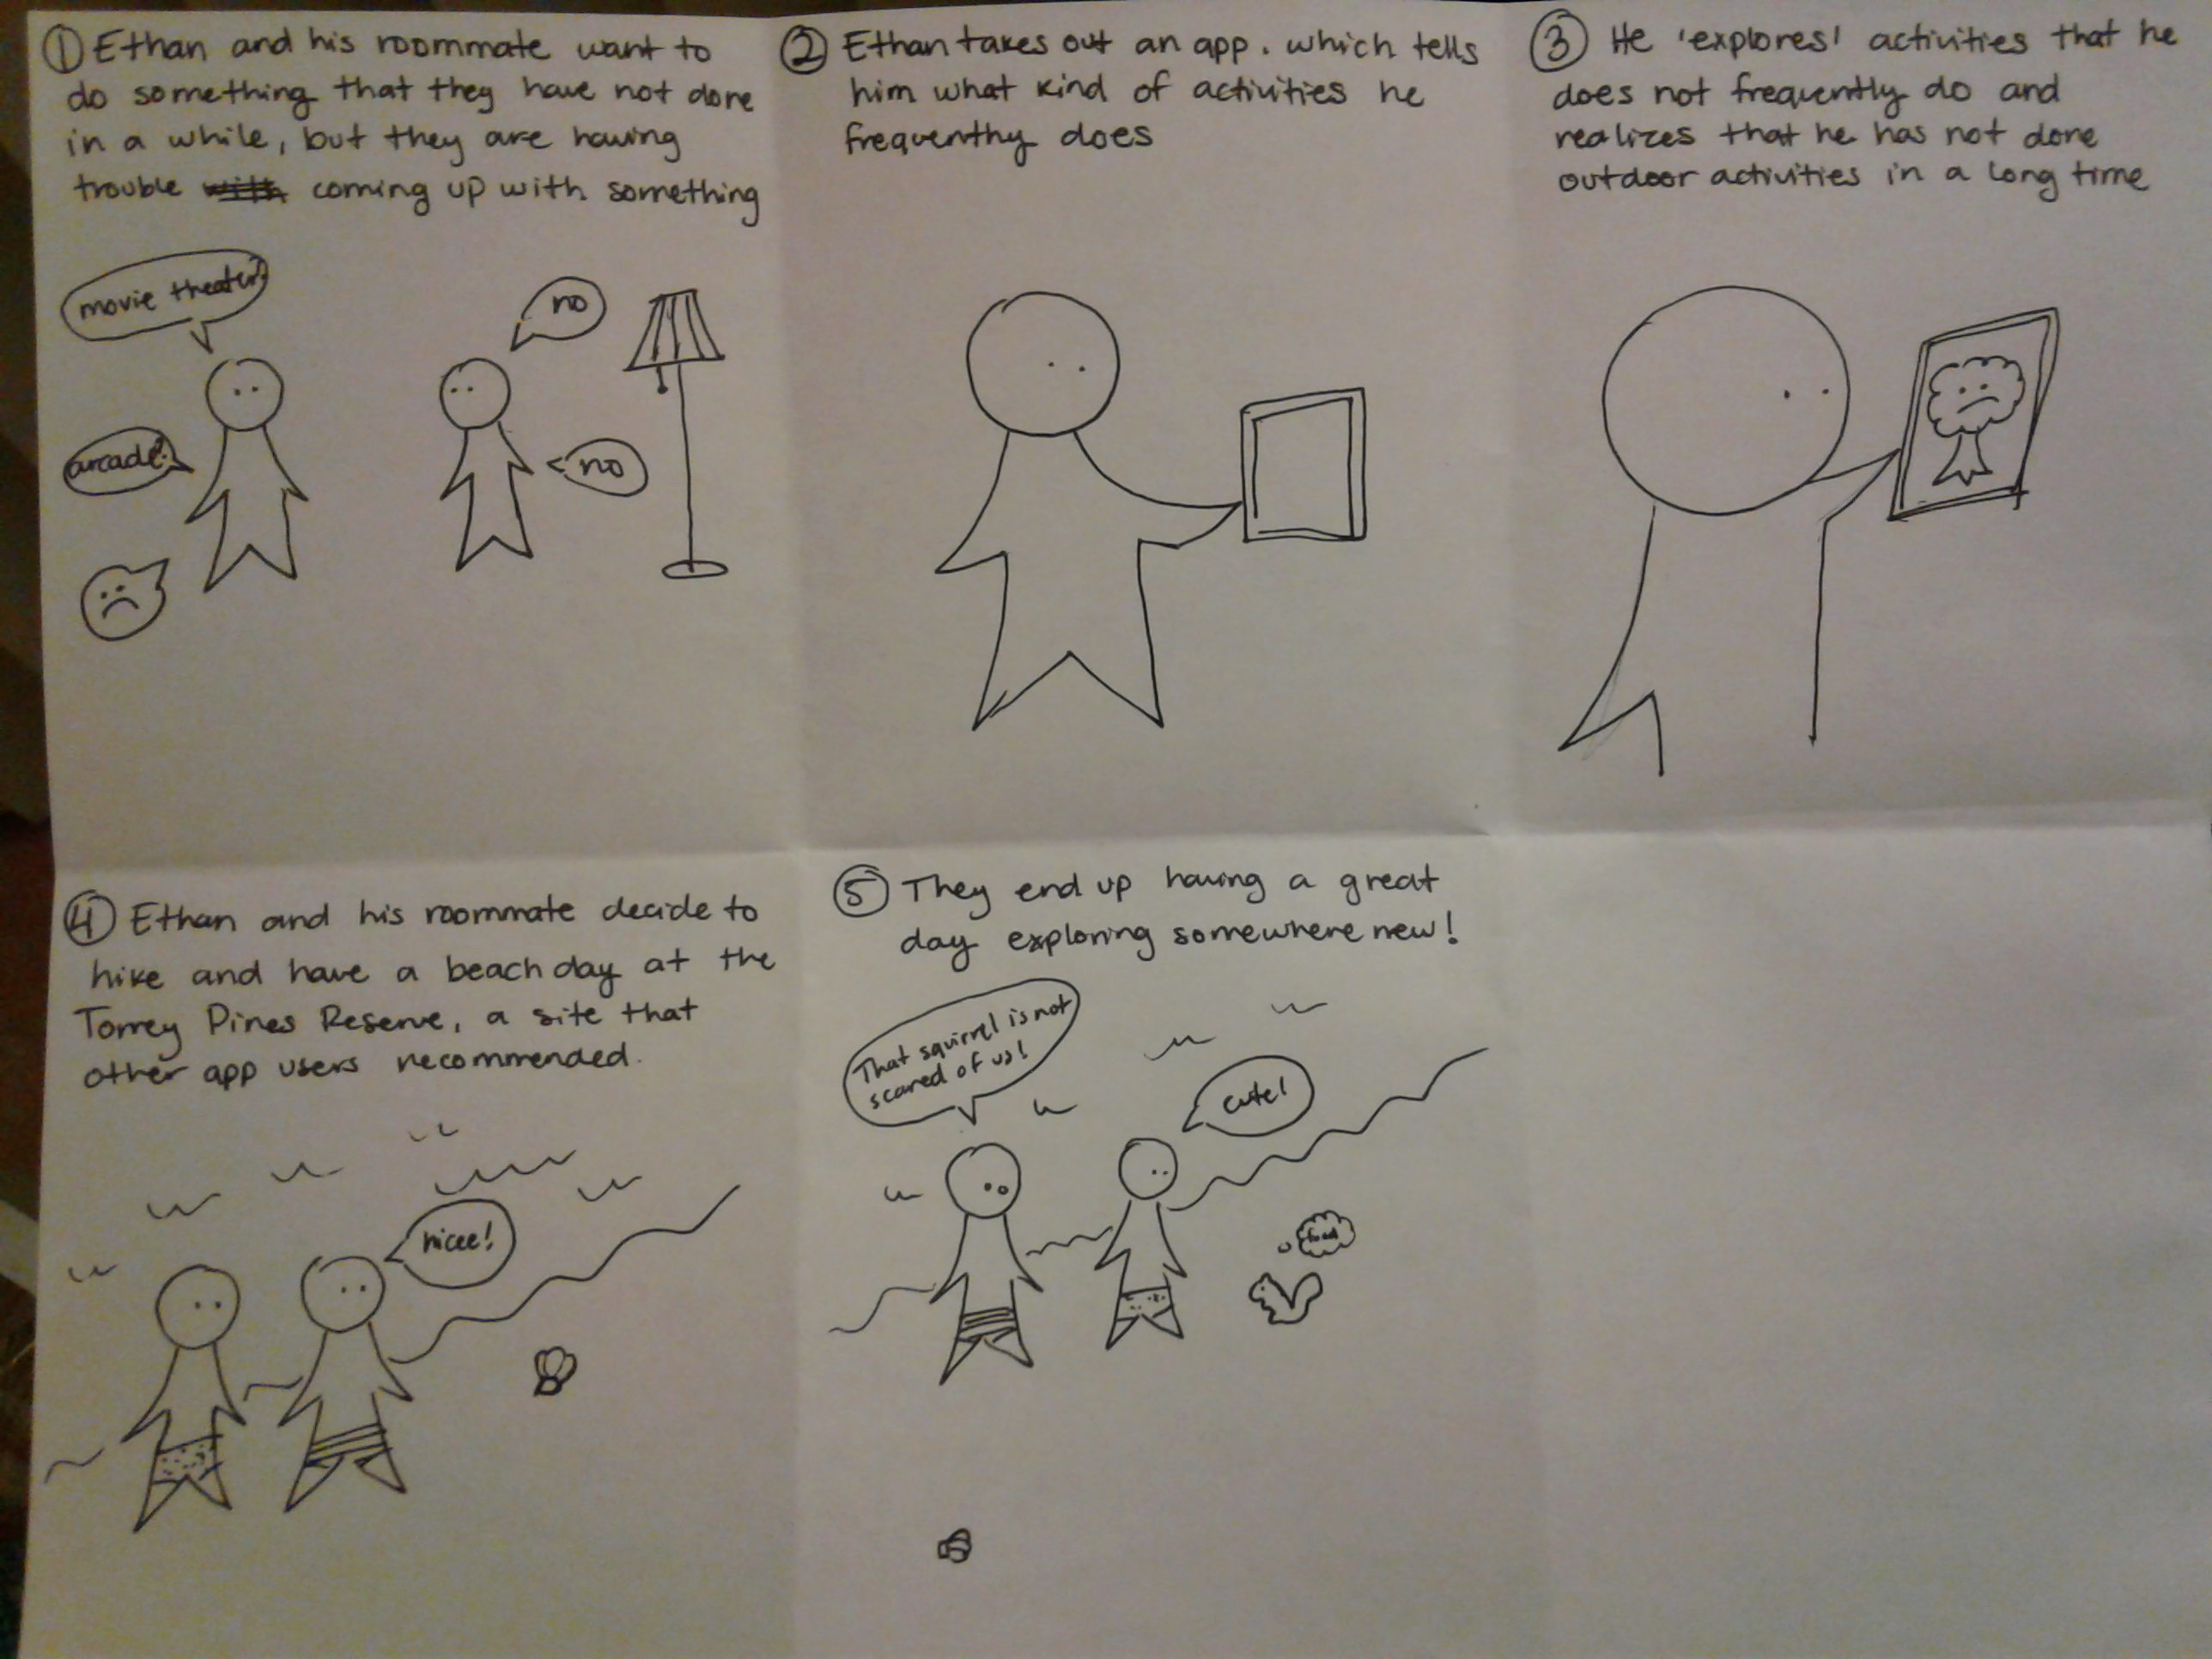 ① Ethan and his roommate want to
do something that they have not done
in a while, but they are having
trouble coming up with something
movie theater?
arcade?
no
no
② Ethan takes out an app, which tells
him what kind of activities he
frequently does
③ He 'explores' activities that he
does not frequently do and
realizes that he has not done
outdoor activities in a long time
④ Ethan and his roommate decide to
hike and have a beach day at the
Torrey Pines Reserve, a site that
other app users recommended.
nicee!
⑤ They end up having a great
day exploring somewhere new!
That squirrel is not
scared of us!
cute!
food